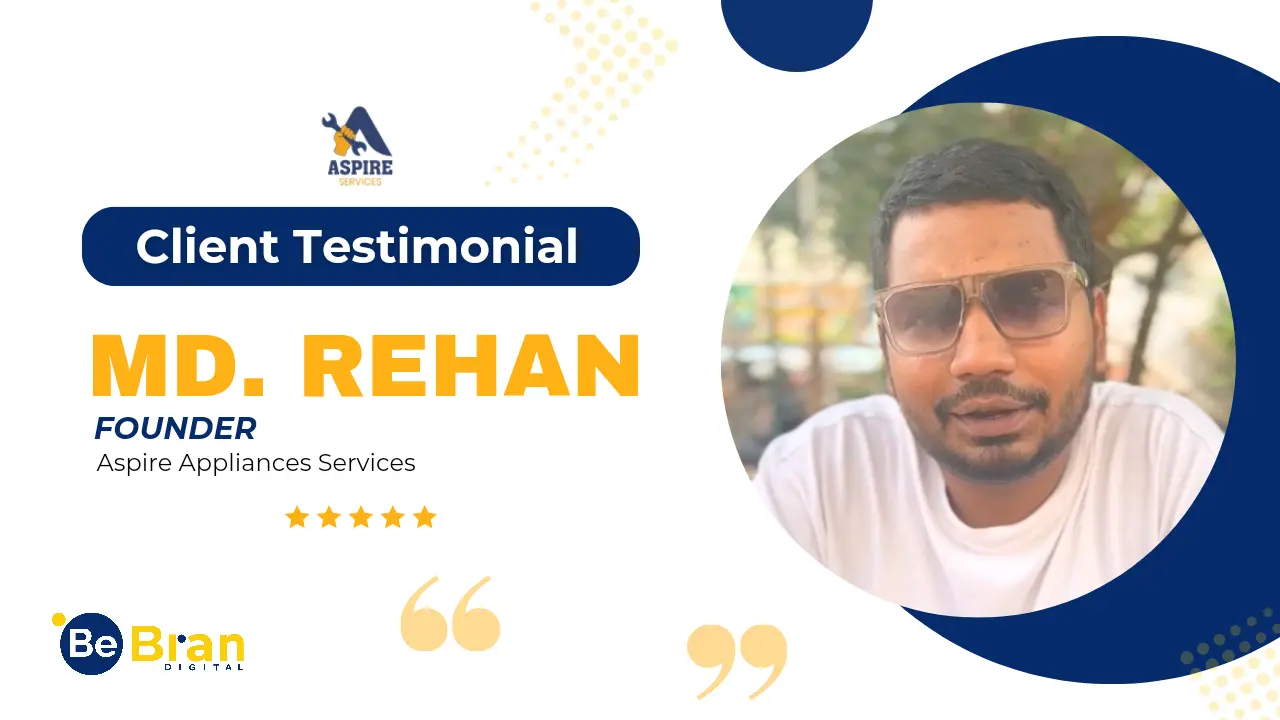 ASPIRE
SERVICES
Client Testimonial
MD. REHAN
FOUNDER
Aspire Appliances Services
Be Bran
DIGITAL